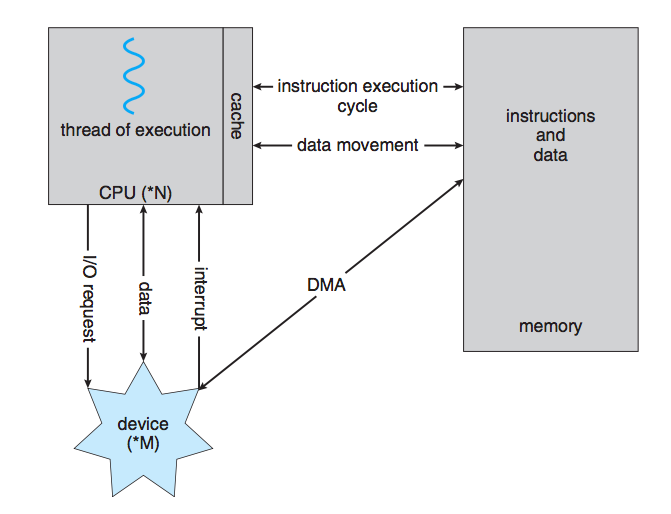 thread of execution
cache
CPU (*N)
instruction execution
cycle
data movement
instructions
and
data
memory
I/O request
data
interrupt
DMA
device
(*M)